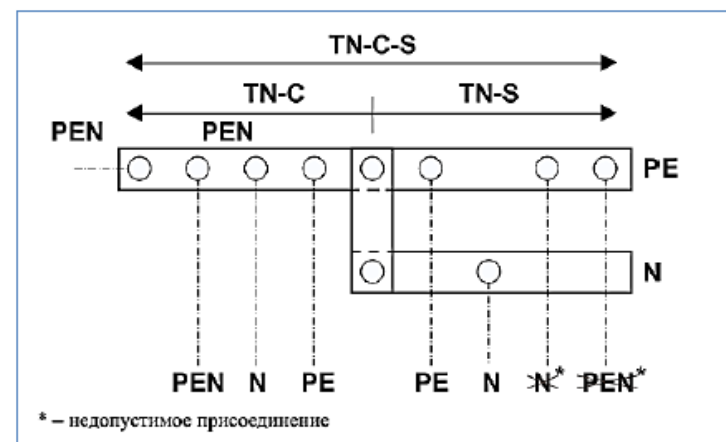 TN-C-S
TN-C TN-S
PEN PEN
PE
N
PEN N PE PE N N* PEN*
* – недопустимое присоединение